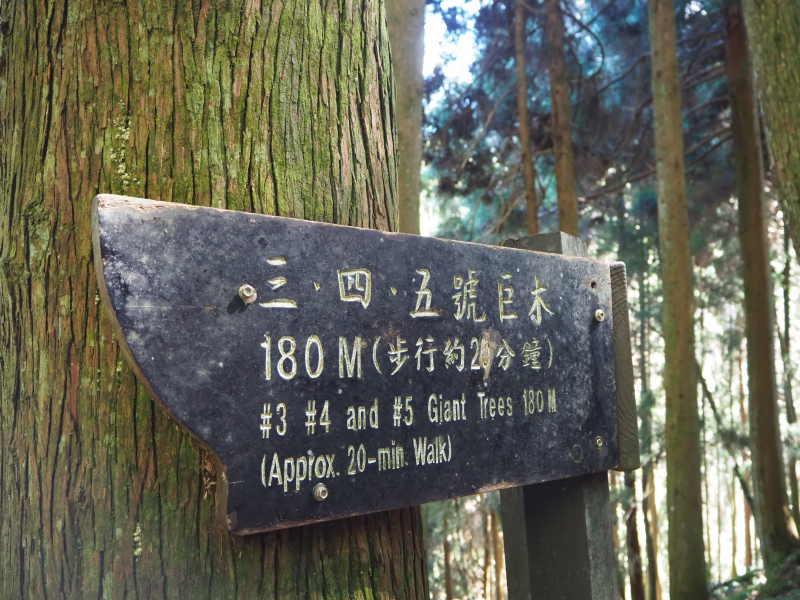 三・四・五號巨木
180 M (步行約20分鐘)
#3 #4 and #5 Giant Trees 180 M
(Approx. 20-min. Walk)